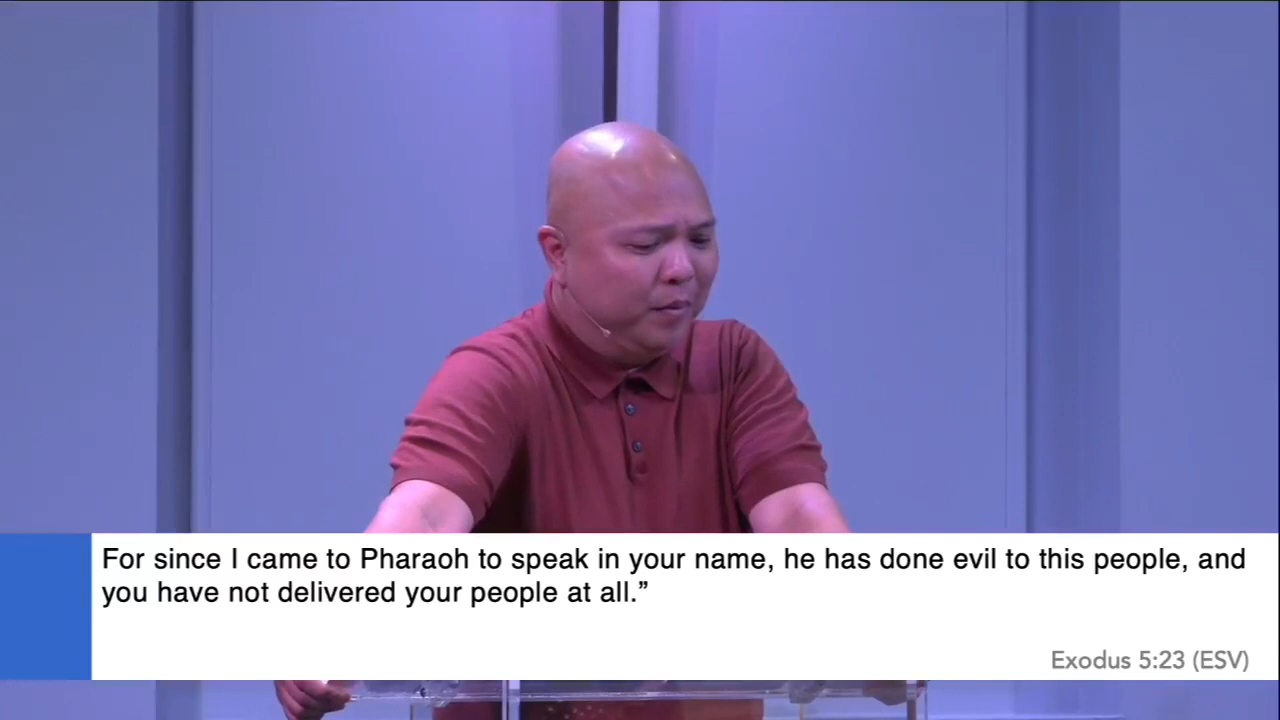 For since I came to Pharaoh to speak in your name, he has done evil to this people, and
you have not delivered your people at all.”
Exodus 5:23 (ESV)